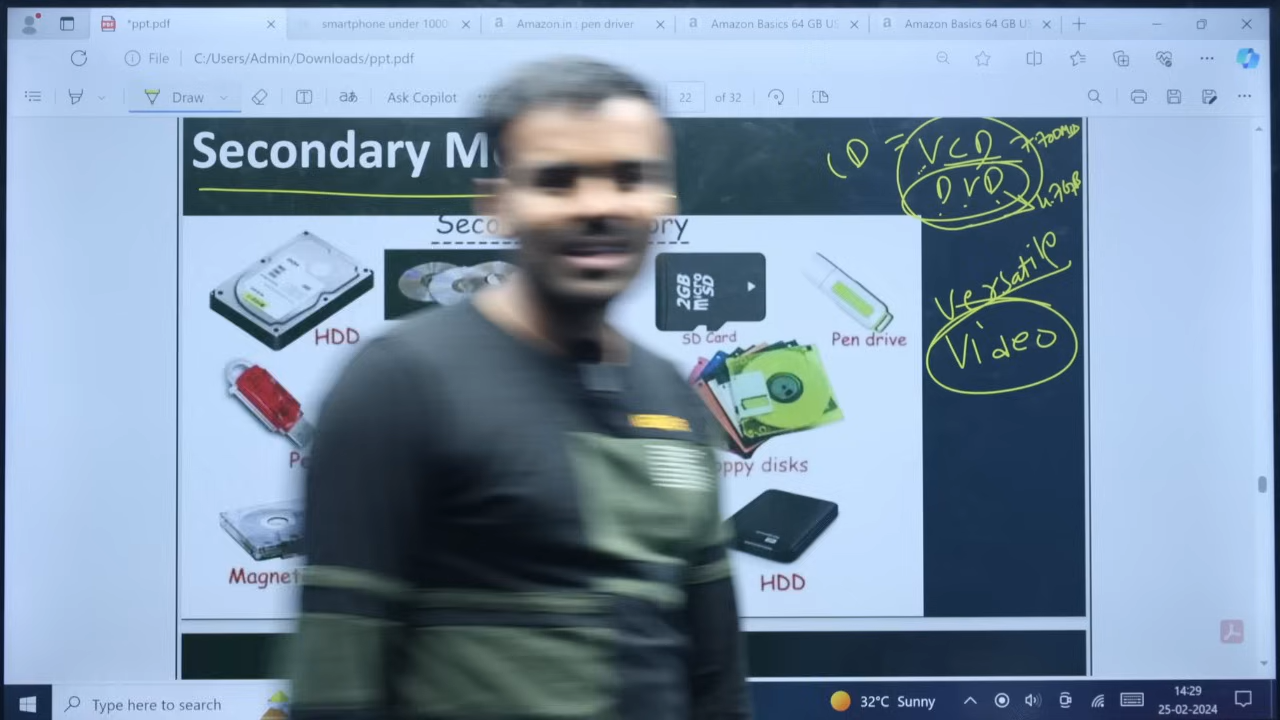 *ppt.pdf
smartphone under 1000
Amazon.in : pen driver
Amazon Basics 64 GB US
Amazon Basics 64 GB US
File
C:/Users/Admin/Downloads/ppt.pdf
Draw
Ask Copilot
22 of 32
Secondary M
CD = VCD → 700MB
DVD 4.7GB
Versatile
Video
HDD
2GB micro SD
SD Card
Pen drive
oppy disks
Magnet
HDD
Type here to search
32°C Sunny
14:29
25-02-2024